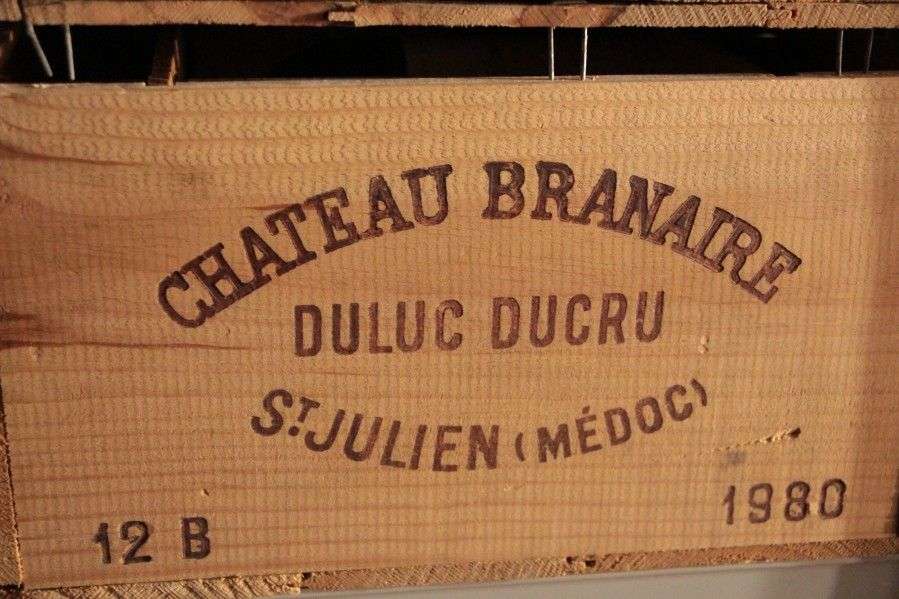 CHATEAU BRANAIRE
DULUC DUCRU
ST JULIEN (MÉDOC)
12 B
1980